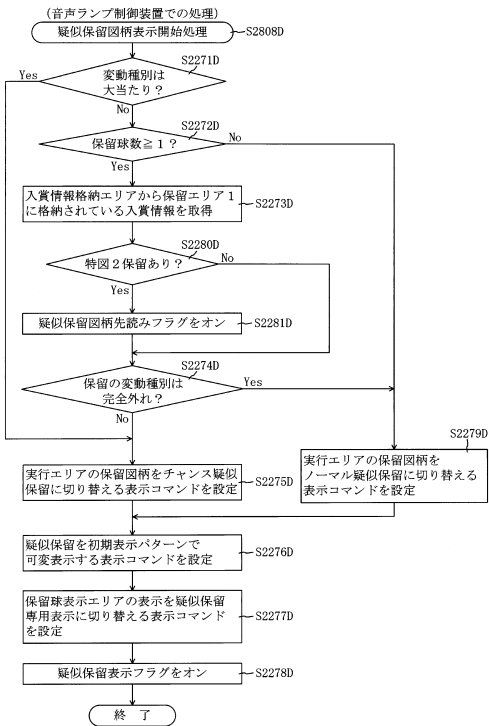 (音声ランプ制御装置での処理)
疑似保留図柄表示開始処理
S2808D
S2271D
変動種別は
大当たり？
Yes
No
S2272D
保留球数≧１？
No
Yes
入賞情報格納エリアから保留エリア１
に格納されている入賞情報を取得
S2273D
S2280D
特図２保留あり？
No
Yes
疑似保留図柄先読みフラグをオン
S2281D
S2274D
保留の変動種別は
完全外れ？
Yes
No
S2279D
実行エリアの保留図柄を
ノーマル疑似保留に切り替える
表示コマンドを設定
実行エリアの保留図柄をチャンス疑似
保留に切り替える表示コマンドを設定
S2275D
疑似保留を初期表示パターンで
可変表示する表示コマンドを設定
S2276D
保留球表示エリアの表示を疑似保留
専用表示に切り替える表示コマンド
を設定
S2277D
疑似保留表示フラグをオン
S2278D
終 了